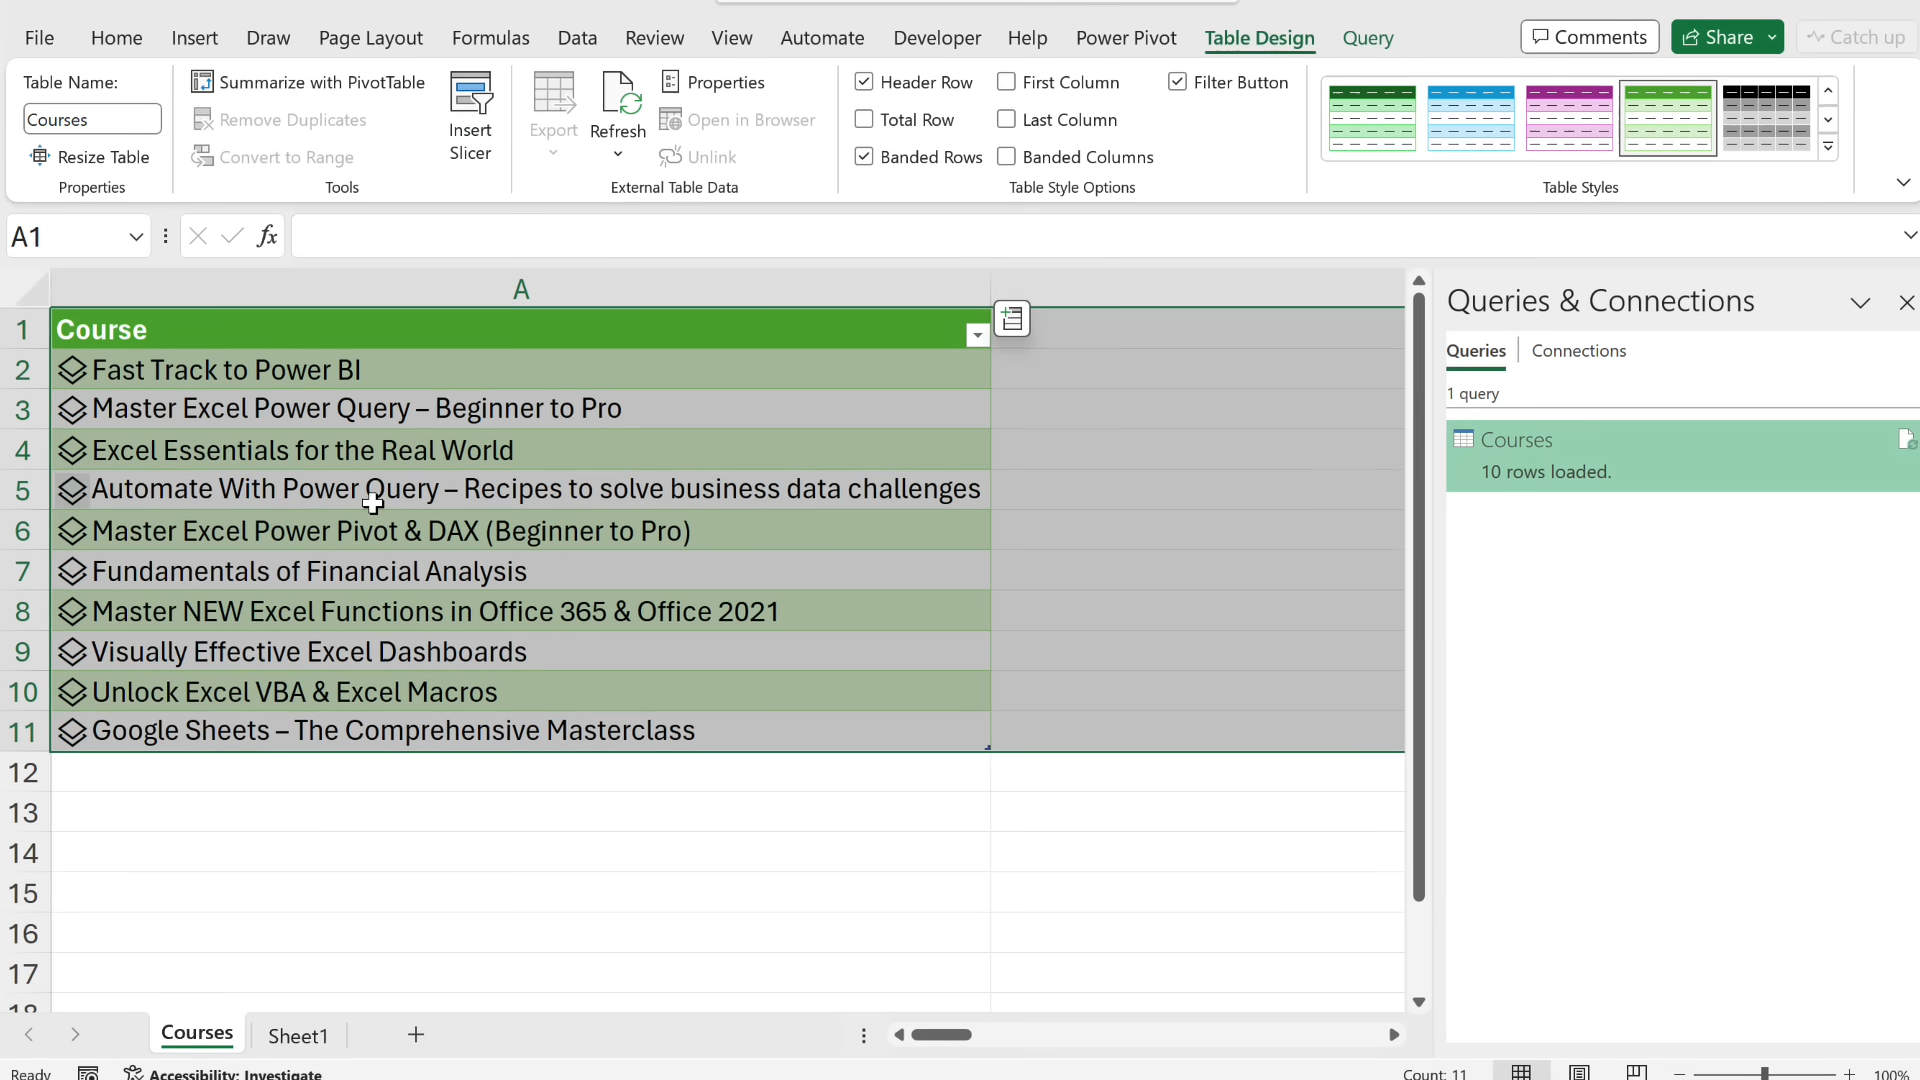 File Home Insert Draw Page Layout Formulas Data Review View Automate Developer Help Power Pivot Table Design Query Comments Share Catch up
Table Name:
Courses
Resize Table
Properties
Summarize with PivotTable
Remove Duplicates
Convert to Range
Tools
Insert
Slicer
Export
Refresh
Properties
Open in Browser
Unlink
External Table Data
Header Row
First Column
Filter Button
Total Row
Last Column
Banded Rows
Banded Columns
Table Style Options
Table Styles
A1
fx
A
1 Course
2 Fast Track to Power BI
3 Master Excel Power Query – Beginner to Pro
4 Excel Essentials for the Real World
5 Automate With Power Query – Recipes to solve business data challenges
6 Master Excel Power Pivot & DAX (Beginner to Pro)
7 Fundamentals of Financial Analysis
8 Master NEW Excel Functions in Office 365 & Office 2021
9 Visually Effective Excel Dashboards
10 Unlock Excel VBA & Excel Macros
11 Google Sheets – The Comprehensive Masterclass
12
13
14
15
16
17
18
Queries & Connections
Queries Connections
1 query
Courses
10 rows loaded.
Courses Sheet1
Ready Accessibility: Investigate Count: 11 100%